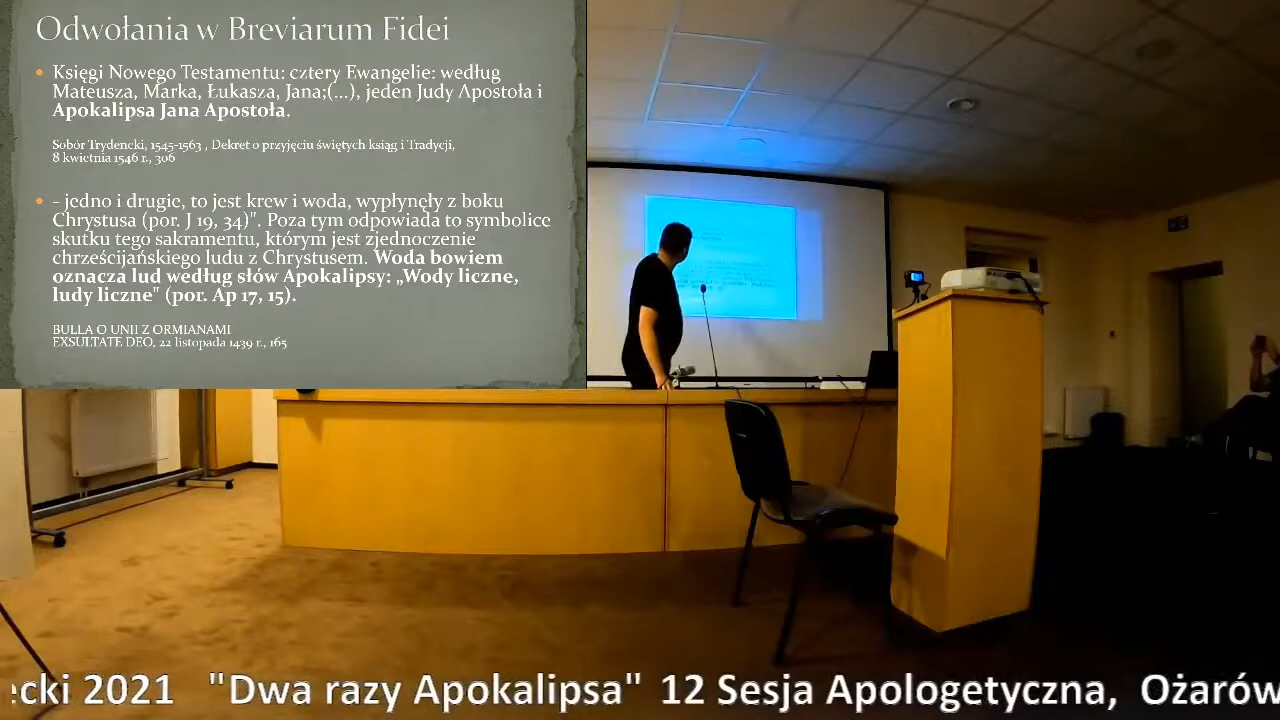 Odwołania w Breviarum Fidei
• Księgi Nowego Testamentu: cztery Ewangelie: według
Mateusza, Marka, Łukasza, Jana;(...), jeden Judy Apostoła i
Apokalipsa Jana Apostoła.
Sobór Trydencki, 1545-1563 , Dekret o przyjęciu świętych ksiąg i Tradycji,
8 kwietnia 1546 r., 306
• - jedno i drugie, to jest krew i woda, wypłynęły z boku
Chrystusa (por. J 19, 34)". Poza tym odpowiada to symbolice
skutku tego sakramentu, którym jest zjednoczenie
chrześcijańskiego ludu z Chrystusem. Woda bowiem
oznacza lud według słów Apokalipsy: „Wody liczne,
ludy liczne" (por. Ap 17, 15).
BULLA O UNII Z ORMIANAMI
EXSULTATE DEO, 22 listopada 1439 r., 165
cki 2021 "Dwa razy Apokalipsa" 12 Sesja Apologetyczna, Ożarów